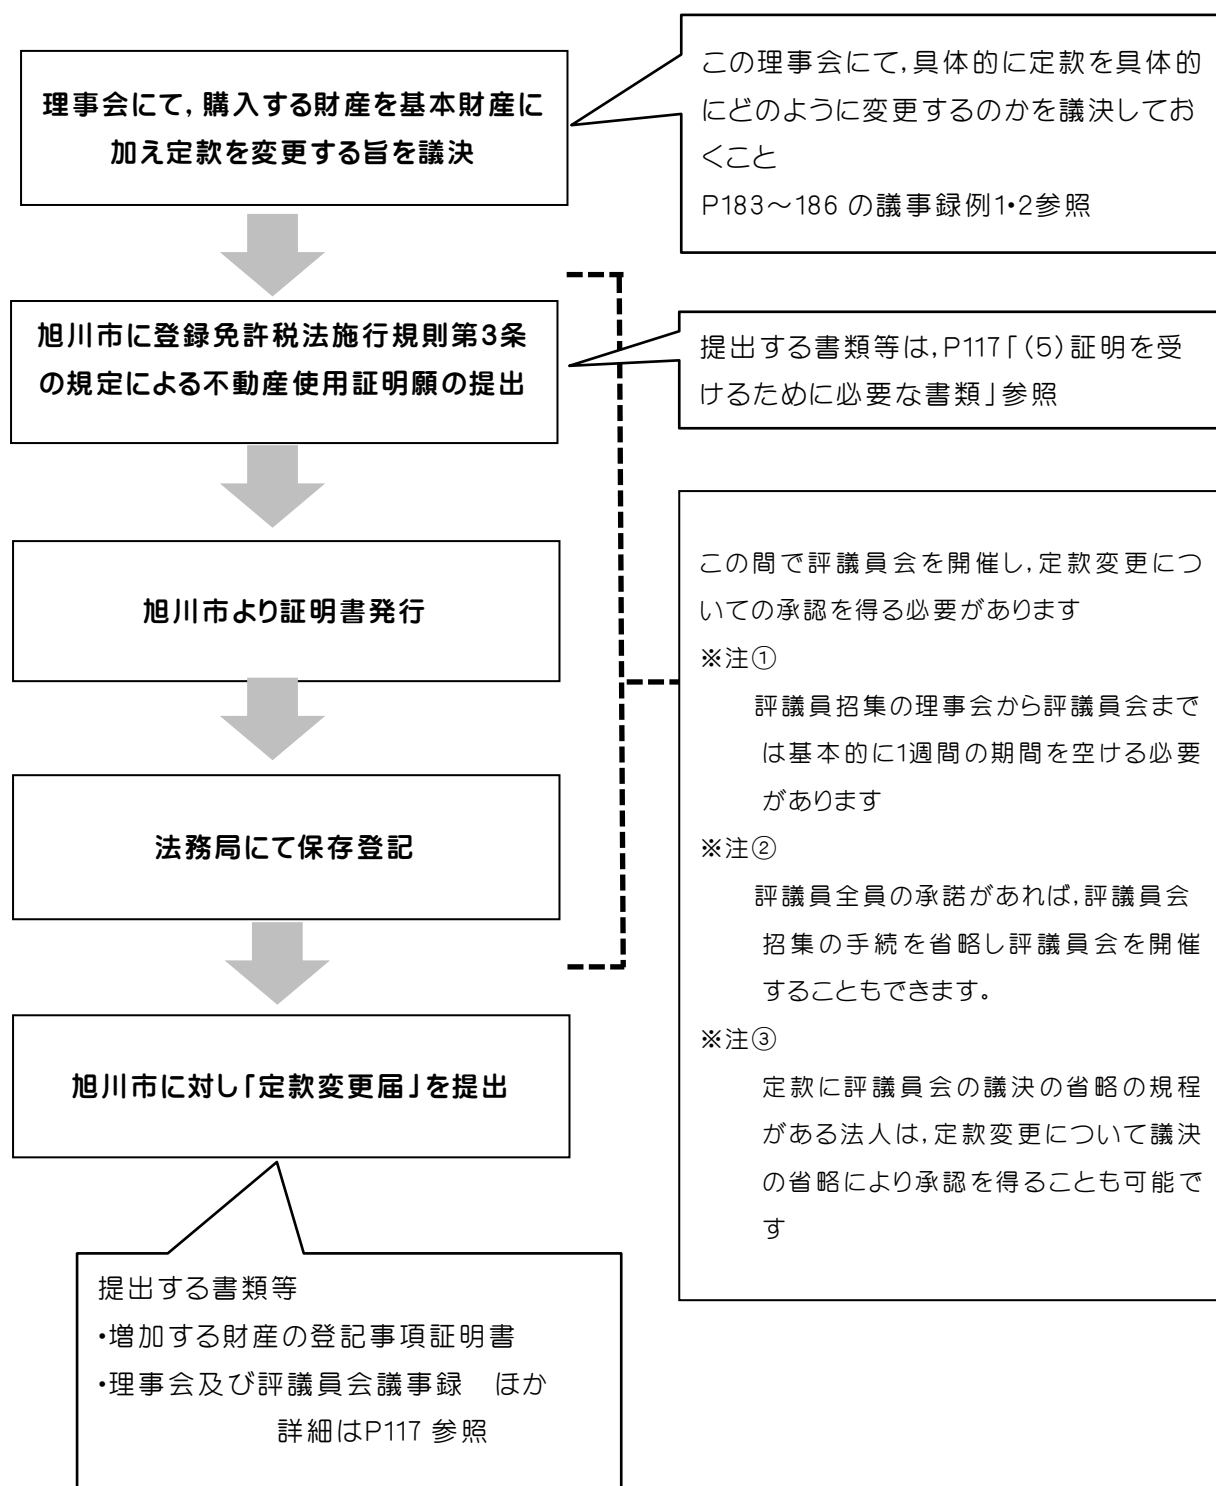 理事会にて，購入する財産を基本財産に
加え定款を変更する旨を議決
この理事会にて，具体的に定款を具体的
にどのように変更するのかを議決してお
くこと
P183～186 の議事録例1・2参照
旭川市に登録免許税法施行規則第3条
の規定による不動産使用証明願の提出
提出する書類等は，P117「(5)証明を受
けるために必要な書類」参照
旭川市より証明書発行
法務局にて保存登記
旭川市に対し「定款変更届」を提出
この間で評議員会を開催し，定款変更につ
いての承認を得る必要があります
※注①
評議員招集の理事会から評議員会まで
は基本的に1週間の期間を空ける必要
があります
※注②
評議員全員の承諾があれば，評議員会
招集の手続を省略し評議員会を開催
することもできます。
※注③
定款に評議員会の議決の省略の規程
がある法人は，定款変更について議決
の省略により承認を得ることも可能で
す
提出する書類等
・増加する財産の登記事項証明書
・理事会及び評議員会議事録　ほか
詳細はP117 参照